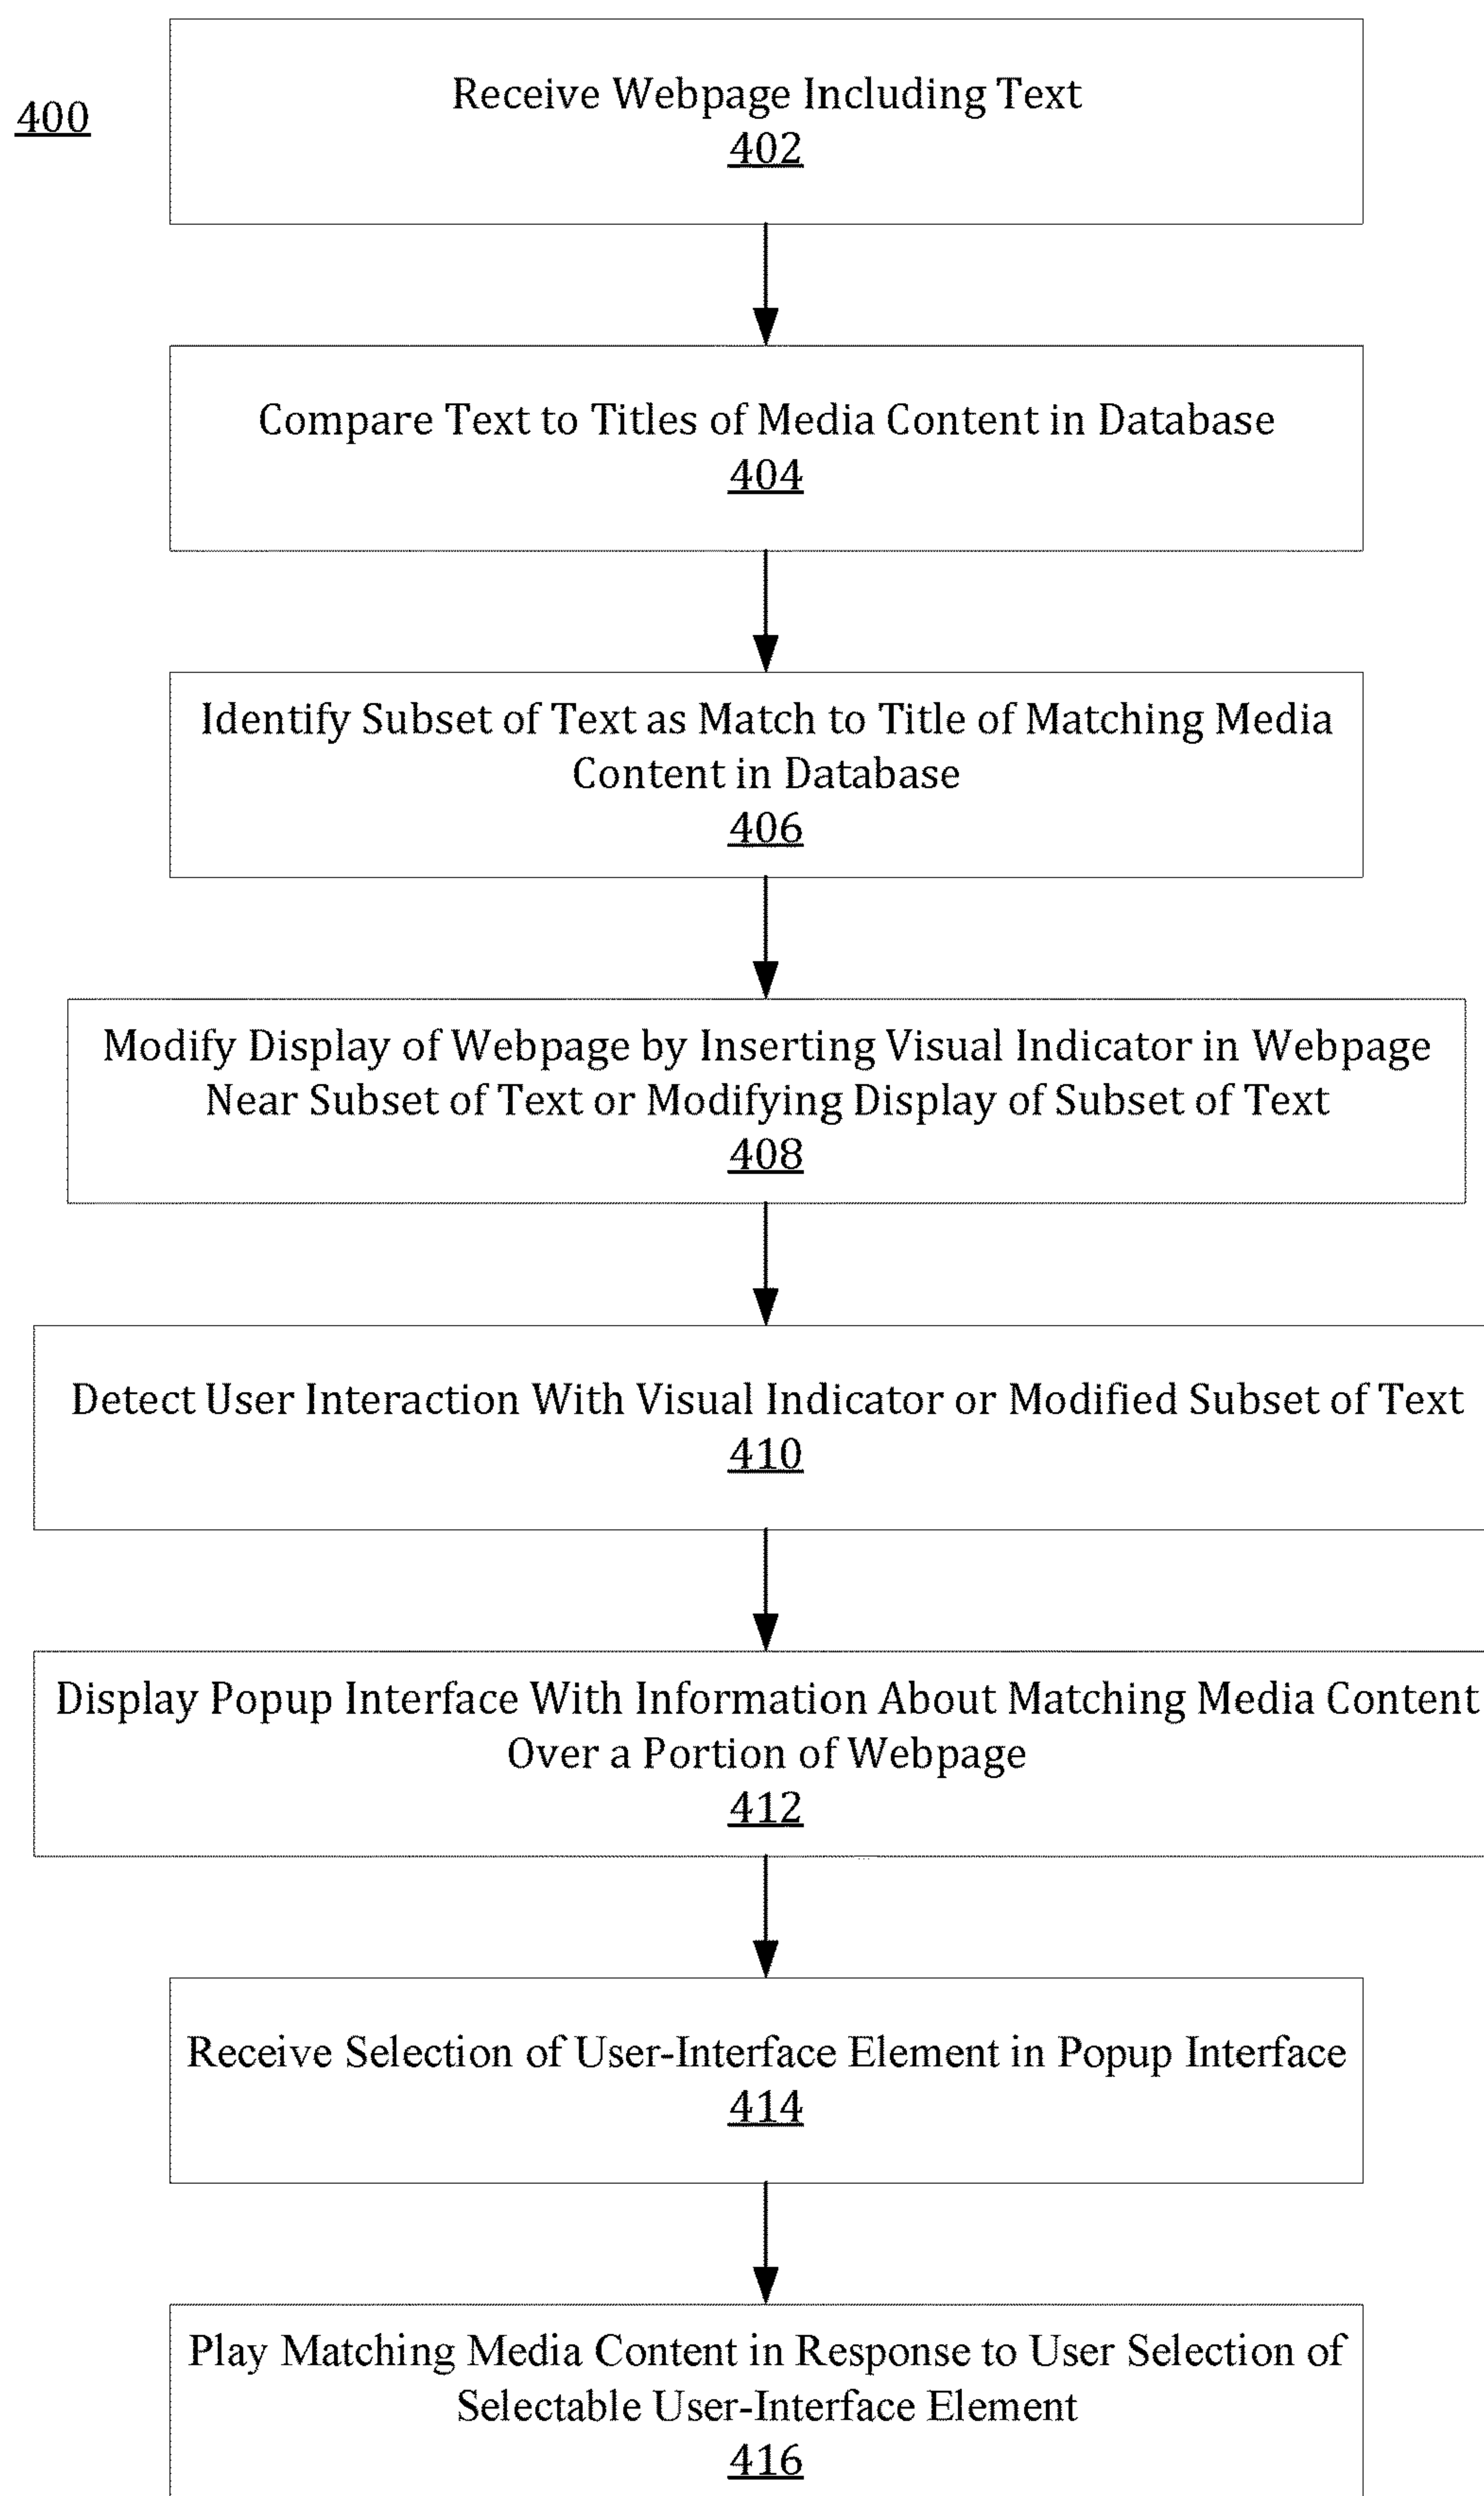 400
Receive Webpage Including Text
402
Compare Text to Titles of Media Content in Database
404
Identify Subset of Text as Match to Title of Matching Media
Content in Database
406
Modify Display of Webpage by Inserting Visual Indicator in Webpage
Near Subset of Text or Modifying Display of Subset of Text
408
Detect User Interaction With Visual Indicator or Modified Subset of Text
410
Display Popup Interface With Information About Matching Media Content
Over a Portion of Webpage
412
Receive Selection of User-Interface Element in Popup Interface
414
Play Matching Media Content in Response to User Selection of
Selectable User-Interface Element
416